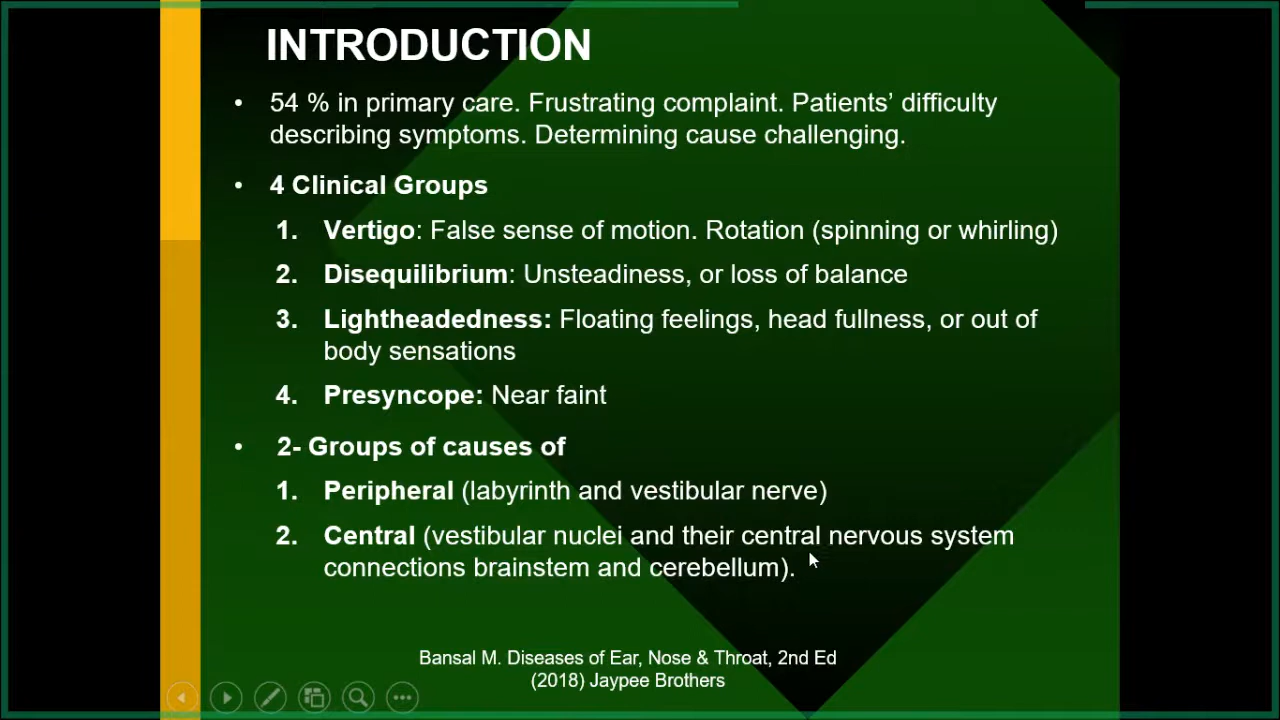 INTRODUCTION
• 54 % in primary care. Frustrating complaint. Patients’ difficulty
describing symptoms. Determining cause challenging.
• 4 Clinical Groups
1. Vertigo: False sense of motion. Rotation (spinning or whirling)
2. Disequilibrium: Unsteadiness, or loss of balance
3. Lightheadedness: Floating feelings, head fullness, or out of
body sensations
4. Presyncope: Near faint
• 2- Groups of causes of
1. Peripheral (labyrinth and vestibular nerve)
2. Central (vestibular nuclei and their central nervous system
connections brainstem and cerebellum).
Bansal M. Diseases of Ear, Nose & Throat, 2nd Ed
(2018) Jaypee Brothers